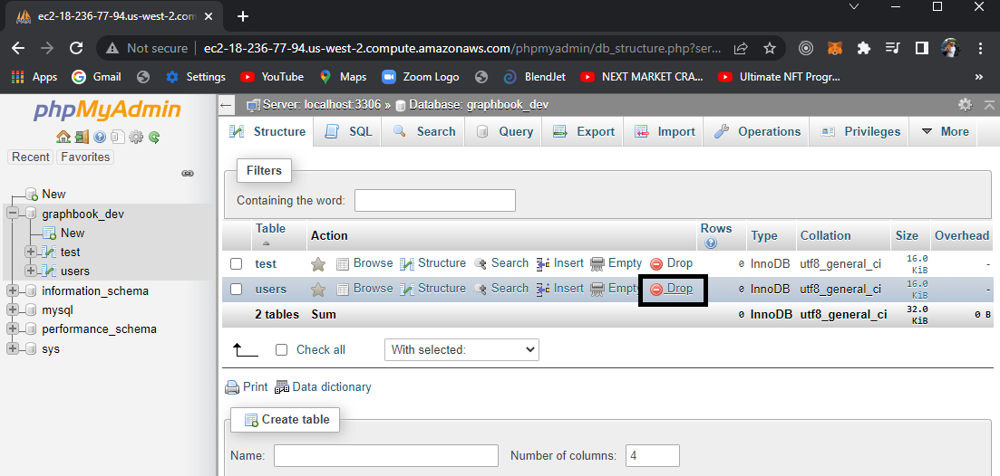 ec2-18-236-77-94.us-west-2.com
Not secure ec2-18-236-77-94.us-west-2.compute.amazonaws.com/phpmyadmin/db_structure.php?ser...
Apps Gmail Settings YouTube Maps Zoom Logo BlendJet NEXT MARKET CRA... Ultimate NFT Progr... »
phpMyAdmin
Recent Favorites
New
graphbook_dev
New
test
users
information_schema
mysql
performance_schema
sys
Server: localhost:3306 » Database: graphbook_dev
Structure SQL Search Query Export Import Operations Privileges More
Filters
Containing the word:
Table Action Rows Type Collation Size Overhead
test Browse Structure Search Insert Empty Drop 0 InnoDB utf8_general_ci 16.0 KiB -
users Browse Structure Search Insert Empty Drop 0 InnoDB utf8_general_ci 16.0 KiB -
2 tables Sum 0 InnoDB utf8_general_ci 32.0 KiB 0 B
Check all With selected:
Print Data dictionary
Create table
Name: Number of columns: 4